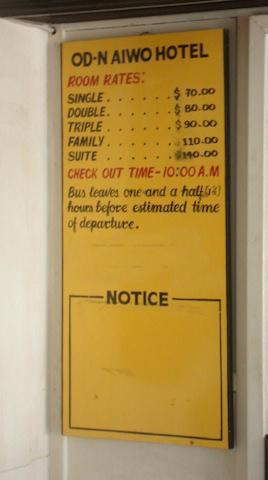 OD-N AIWO HOTEL
ROOM RATES:
SINGLE. . . . . . . $ 70.00
DOUBLE. . . . . . $ 80.00
TRIPLE . . . . . . $ 90.00
FAMILY . . . . . . 110.00
SUITE . . . . . . $140.00
CHECK OUT TIME-10:00 A.M
Bus leaves one and a half (1½)
hours before estimated time
of departure.
NOTICE